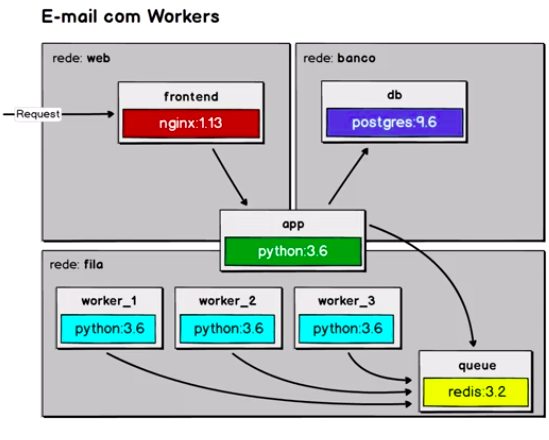 E-mail com Workers
rede: web
rede: banco
frontend
nginx:1.13
db
postgres:9.6
Request
app
python:3.6
rede: fila
worker_1
python:3.6
worker_2
python:3.6
worker_3
python:3.6
queue
redis:3.2